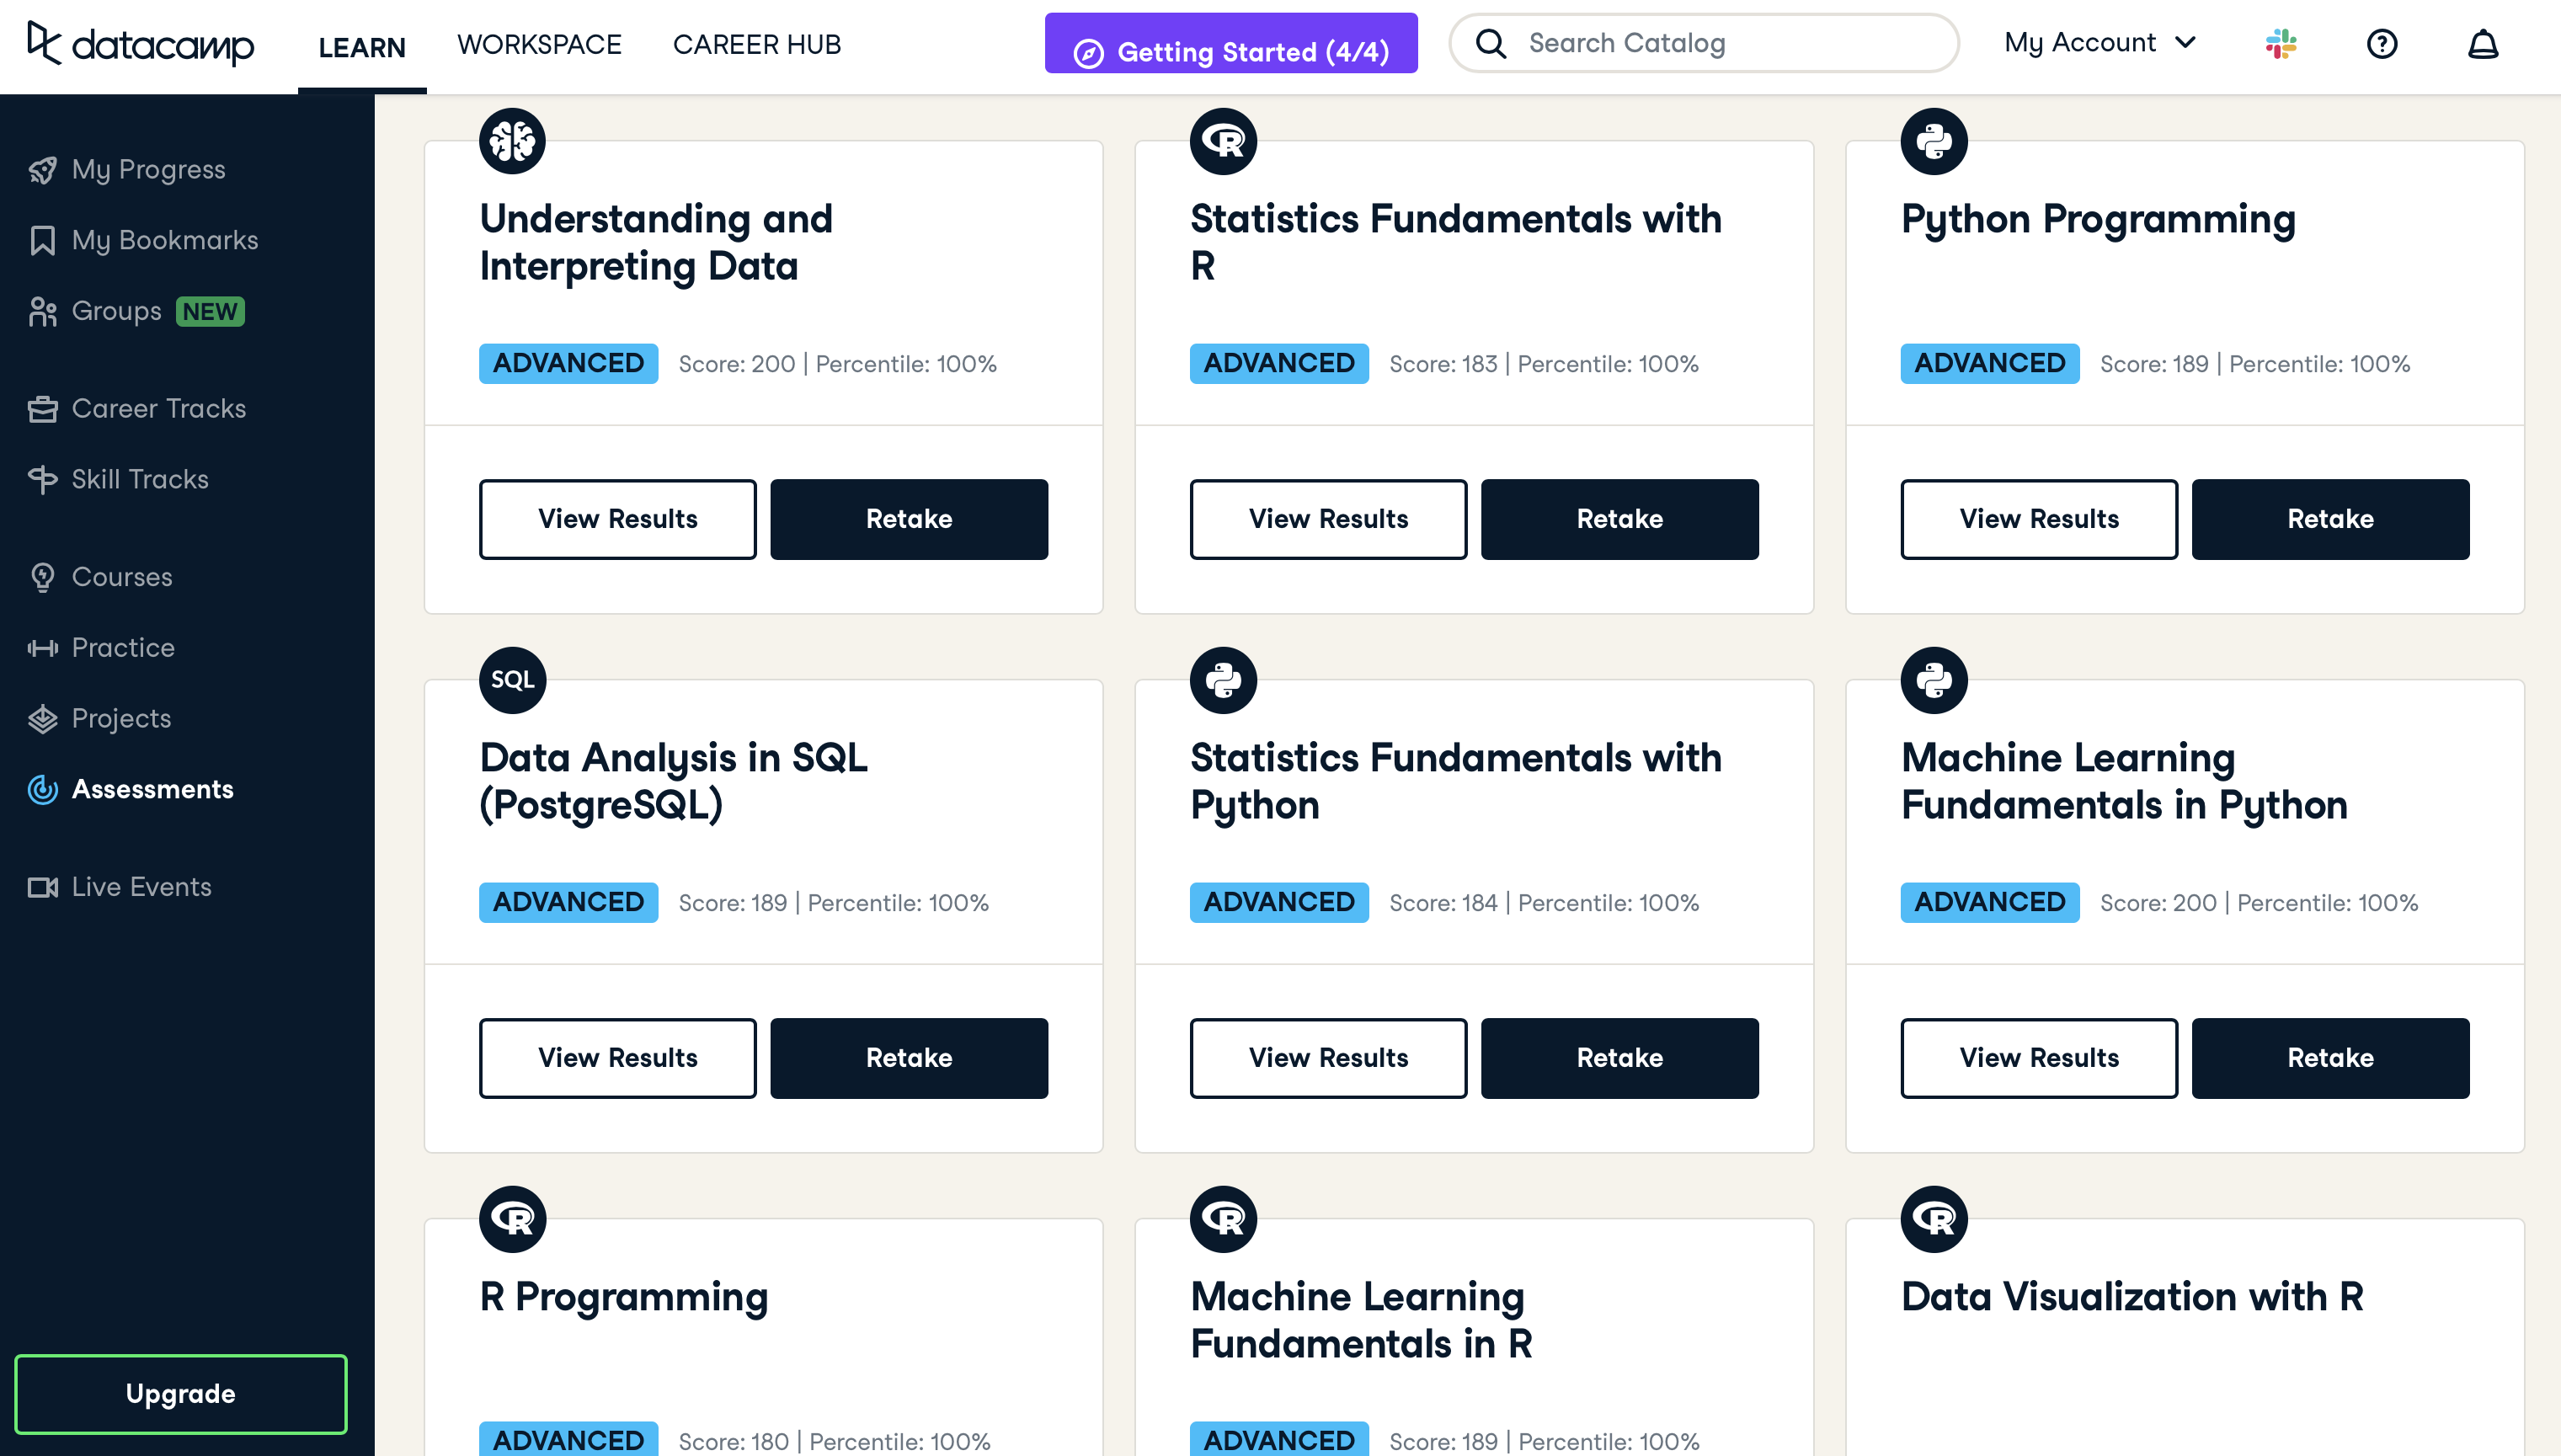 datacamp LEARN WORKSPACE CAREER HUB Getting Started (4/4) Search Catalog My Account
My Progress
My Bookmarks
Groups NEW
Career Tracks
Skill Tracks
Courses
Practice
Projects
Assessments
Live Events
Upgrade
Understanding and
Interpreting Data
ADVANCED Score: 200 | Percentile: 100%
View Results Retake
Statistics Fundamentals with
R
ADVANCED Score: 183 | Percentile: 100%
View Results Retake
Python Programming
ADVANCED Score: 189 | Percentile: 100%
View Results Retake
SQL
Data Analysis in SQL
(PostgreSQL)
ADVANCED Score: 189 | Percentile: 100%
View Results Retake
Statistics Fundamentals with
Python
ADVANCED Score: 184 | Percentile: 100%
View Results Retake
Machine Learning
Fundamentals in Python
ADVANCED Score: 200 | Percentile: 100%
View Results Retake
R Programming
ADVANCED Score: 180 | Percentile: 100%
Machine Learning
Fundamentals in R
ADVANCED Score: 189 | Percentile: 100%
Data Visualization with R